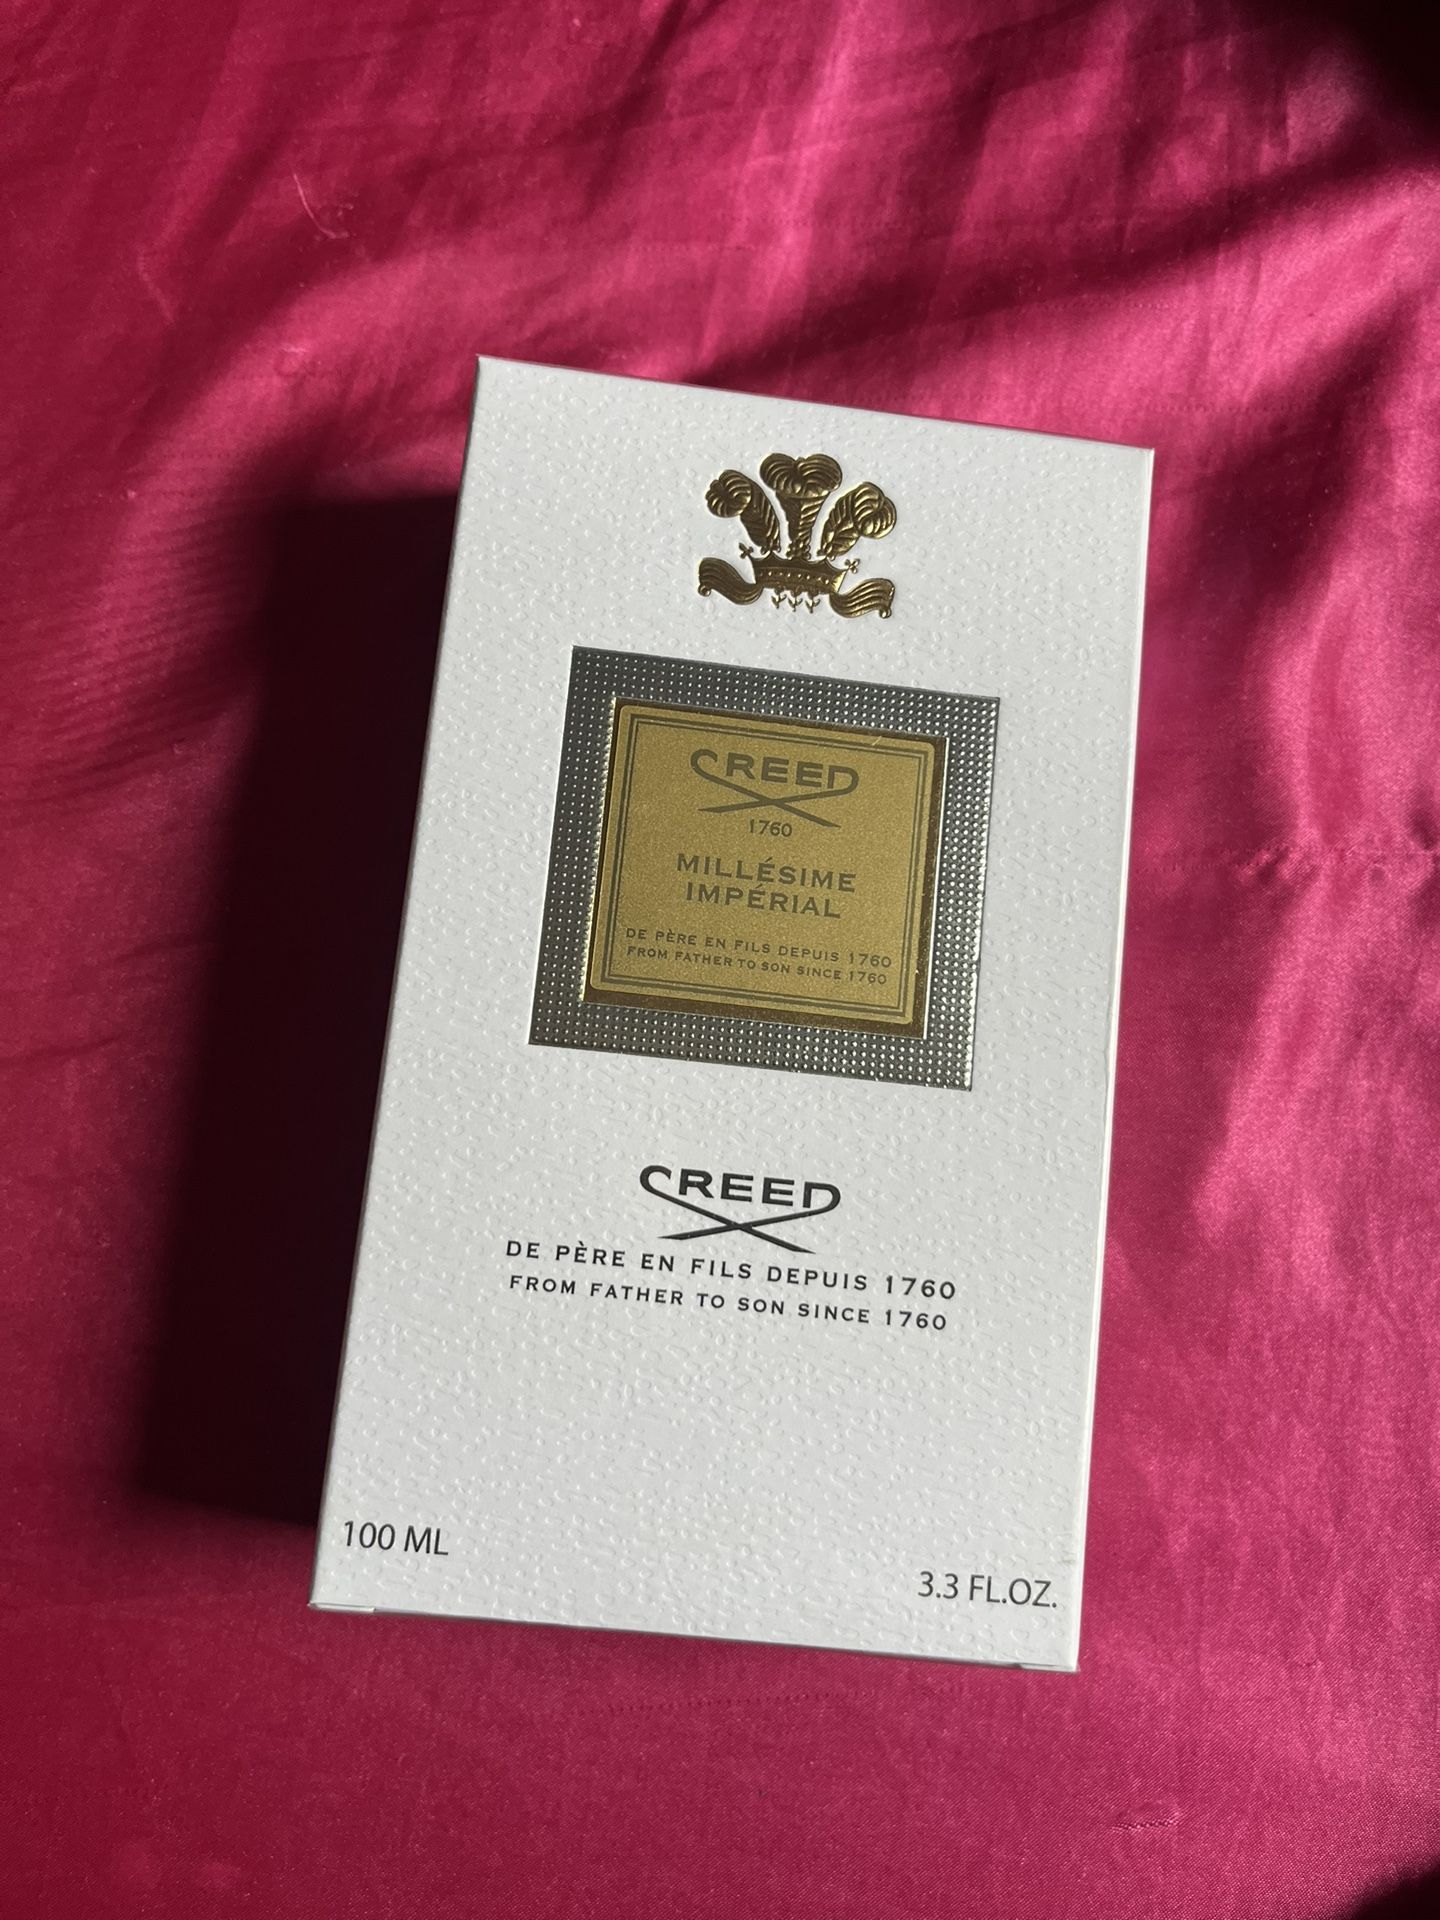 CREED
1760
MILLÉSIME
IMPÉRIAL
DE PÈRE EN FILS DEPUIS 1760
FROM FATHER TO SON SINCE 1760
CREED
DE PÈRE EN FILS DEPUIS 1760
FROM FATHER TO SON SINCE 1760
100 ML
3.3 FL.OZ.